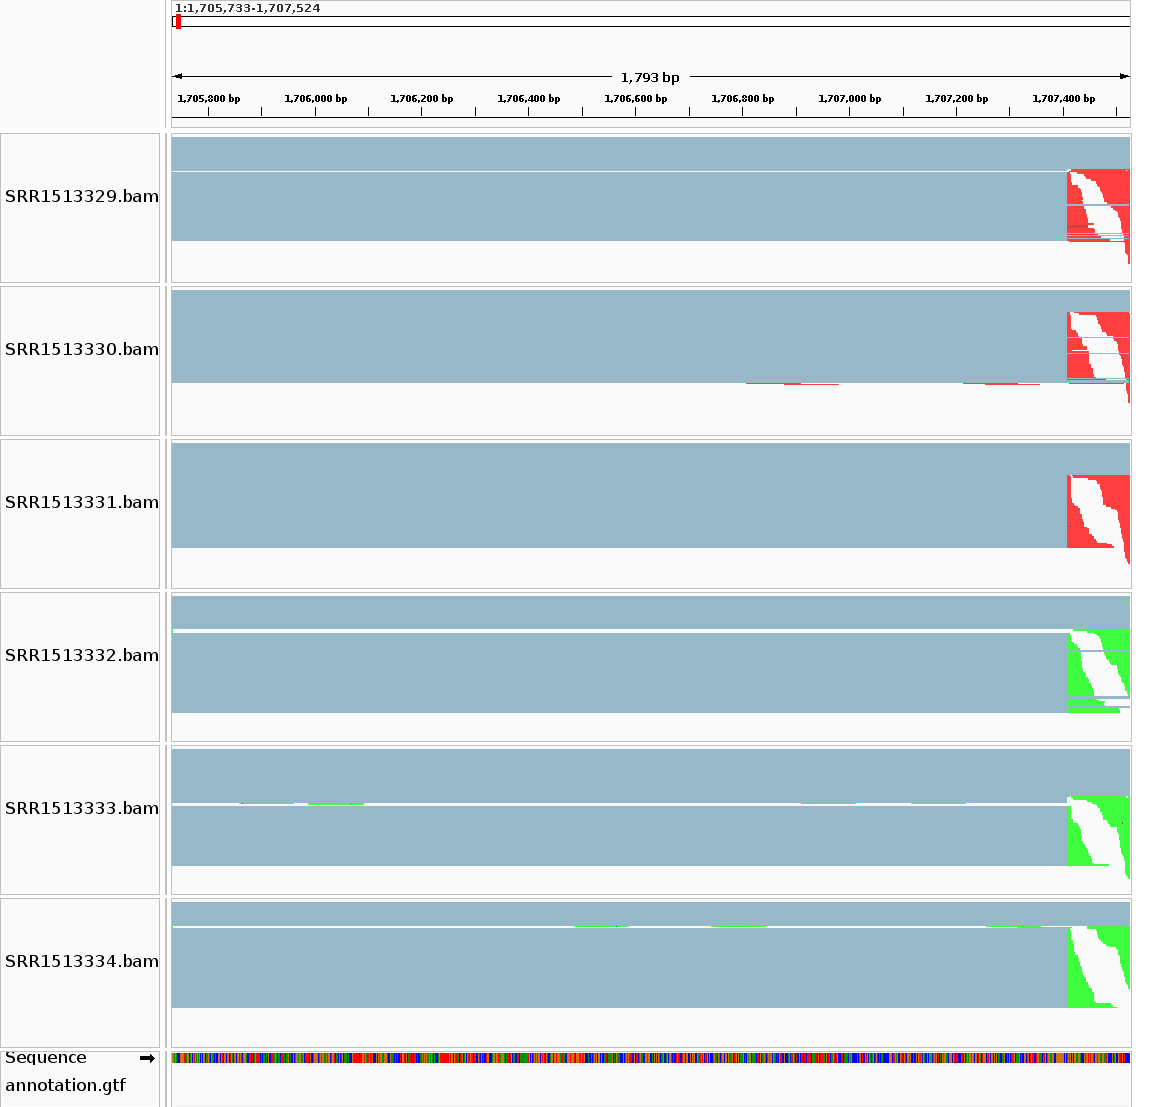 1:1,705,733-1,707,524
1,793 bp
1,705,800 bp 1,706,000 bp 1,706,200 bp 1,706,400 bp 1,706,600 bp 1,706,800 bp 1,707,000 bp 1,707,200 bp 1,707,400 bp
SRR1513329.bam
SRR1513330.bam
SRR1513331.bam
SRR1513332.bam
SRR1513333.bam
SRR1513334.bam
Sequence
annotation.gtf